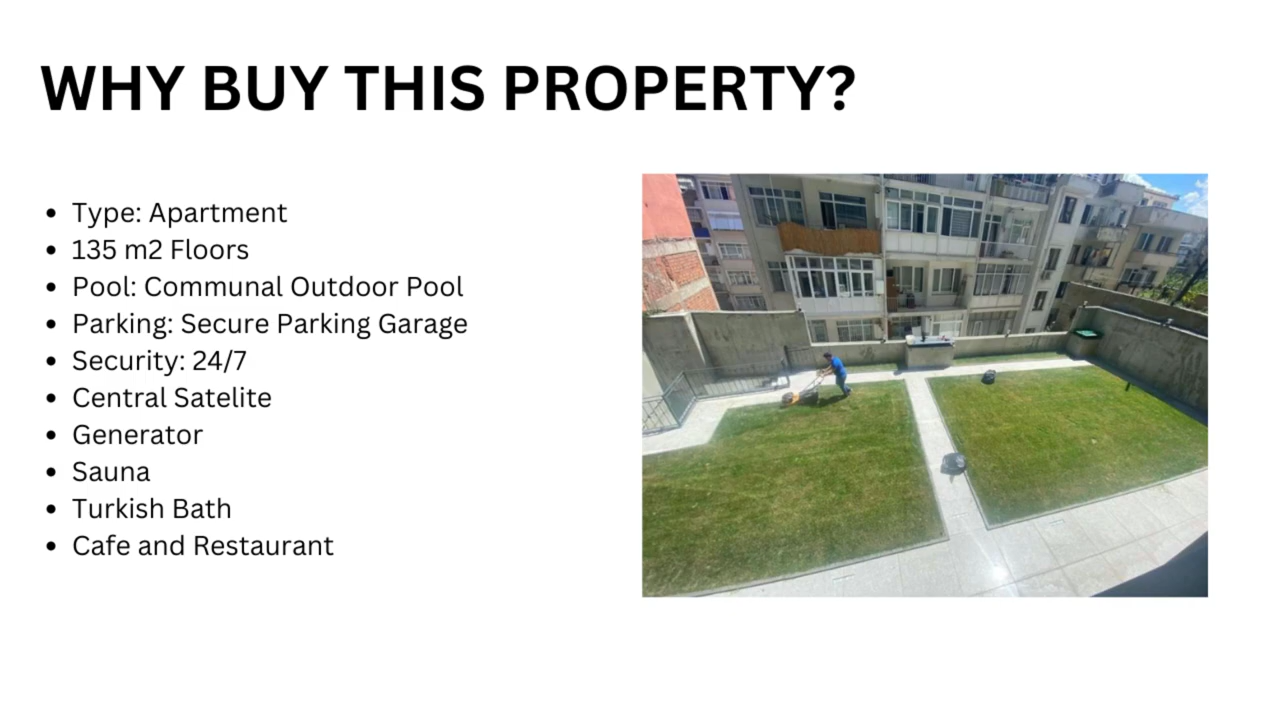 WHY BUY THIS PROPERTY?
• Type: Apartment
• 135 m2 Floors
• Pool: Communal Outdoor Pool
• Parking: Secure Parking Garage
• Security: 24/7
• Central Satelite
• Generator
• Sauna
• Turkish Bath
• Cafe and Restaurant